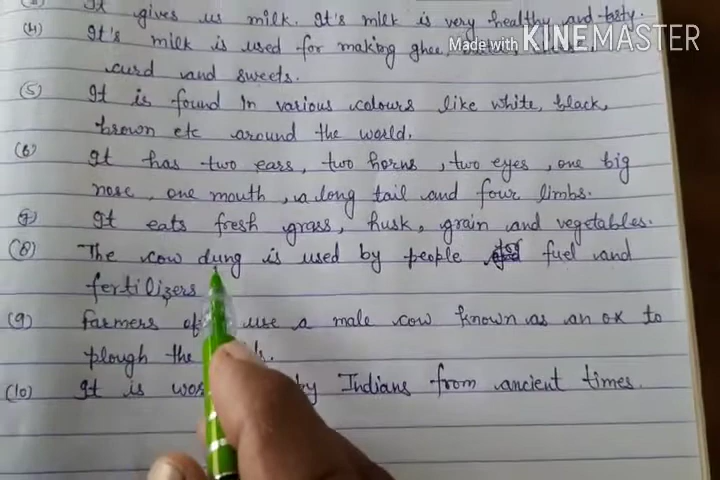 It gives us milk. It's milk is very healthy and tasty.
(4) It's milk is used for making ghee,
Made with KINEMASTER
curd and sweets.
(5) It is found In various colours like white, black,
brown etc around the world.
(6) It has two ears, two horns, two eyes, one big
nose, one mouth, a long tail and four limbs.
7) It eats fresh grass, husk, grain and vegetables.
(8) The cow dung is used by people fuel and
fertilizers
(9) Farmers use a male cow known as an ox to
plough the
(10) It is by Indians from ancient times.